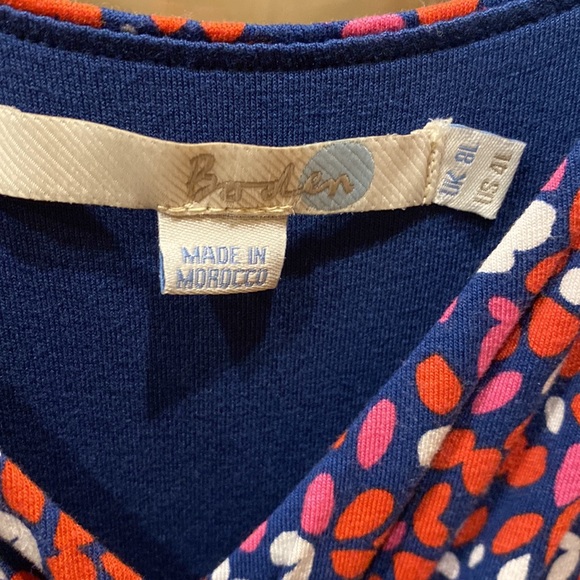 Boden
UK 8L
US 4L
MADE IN
MOROCCO